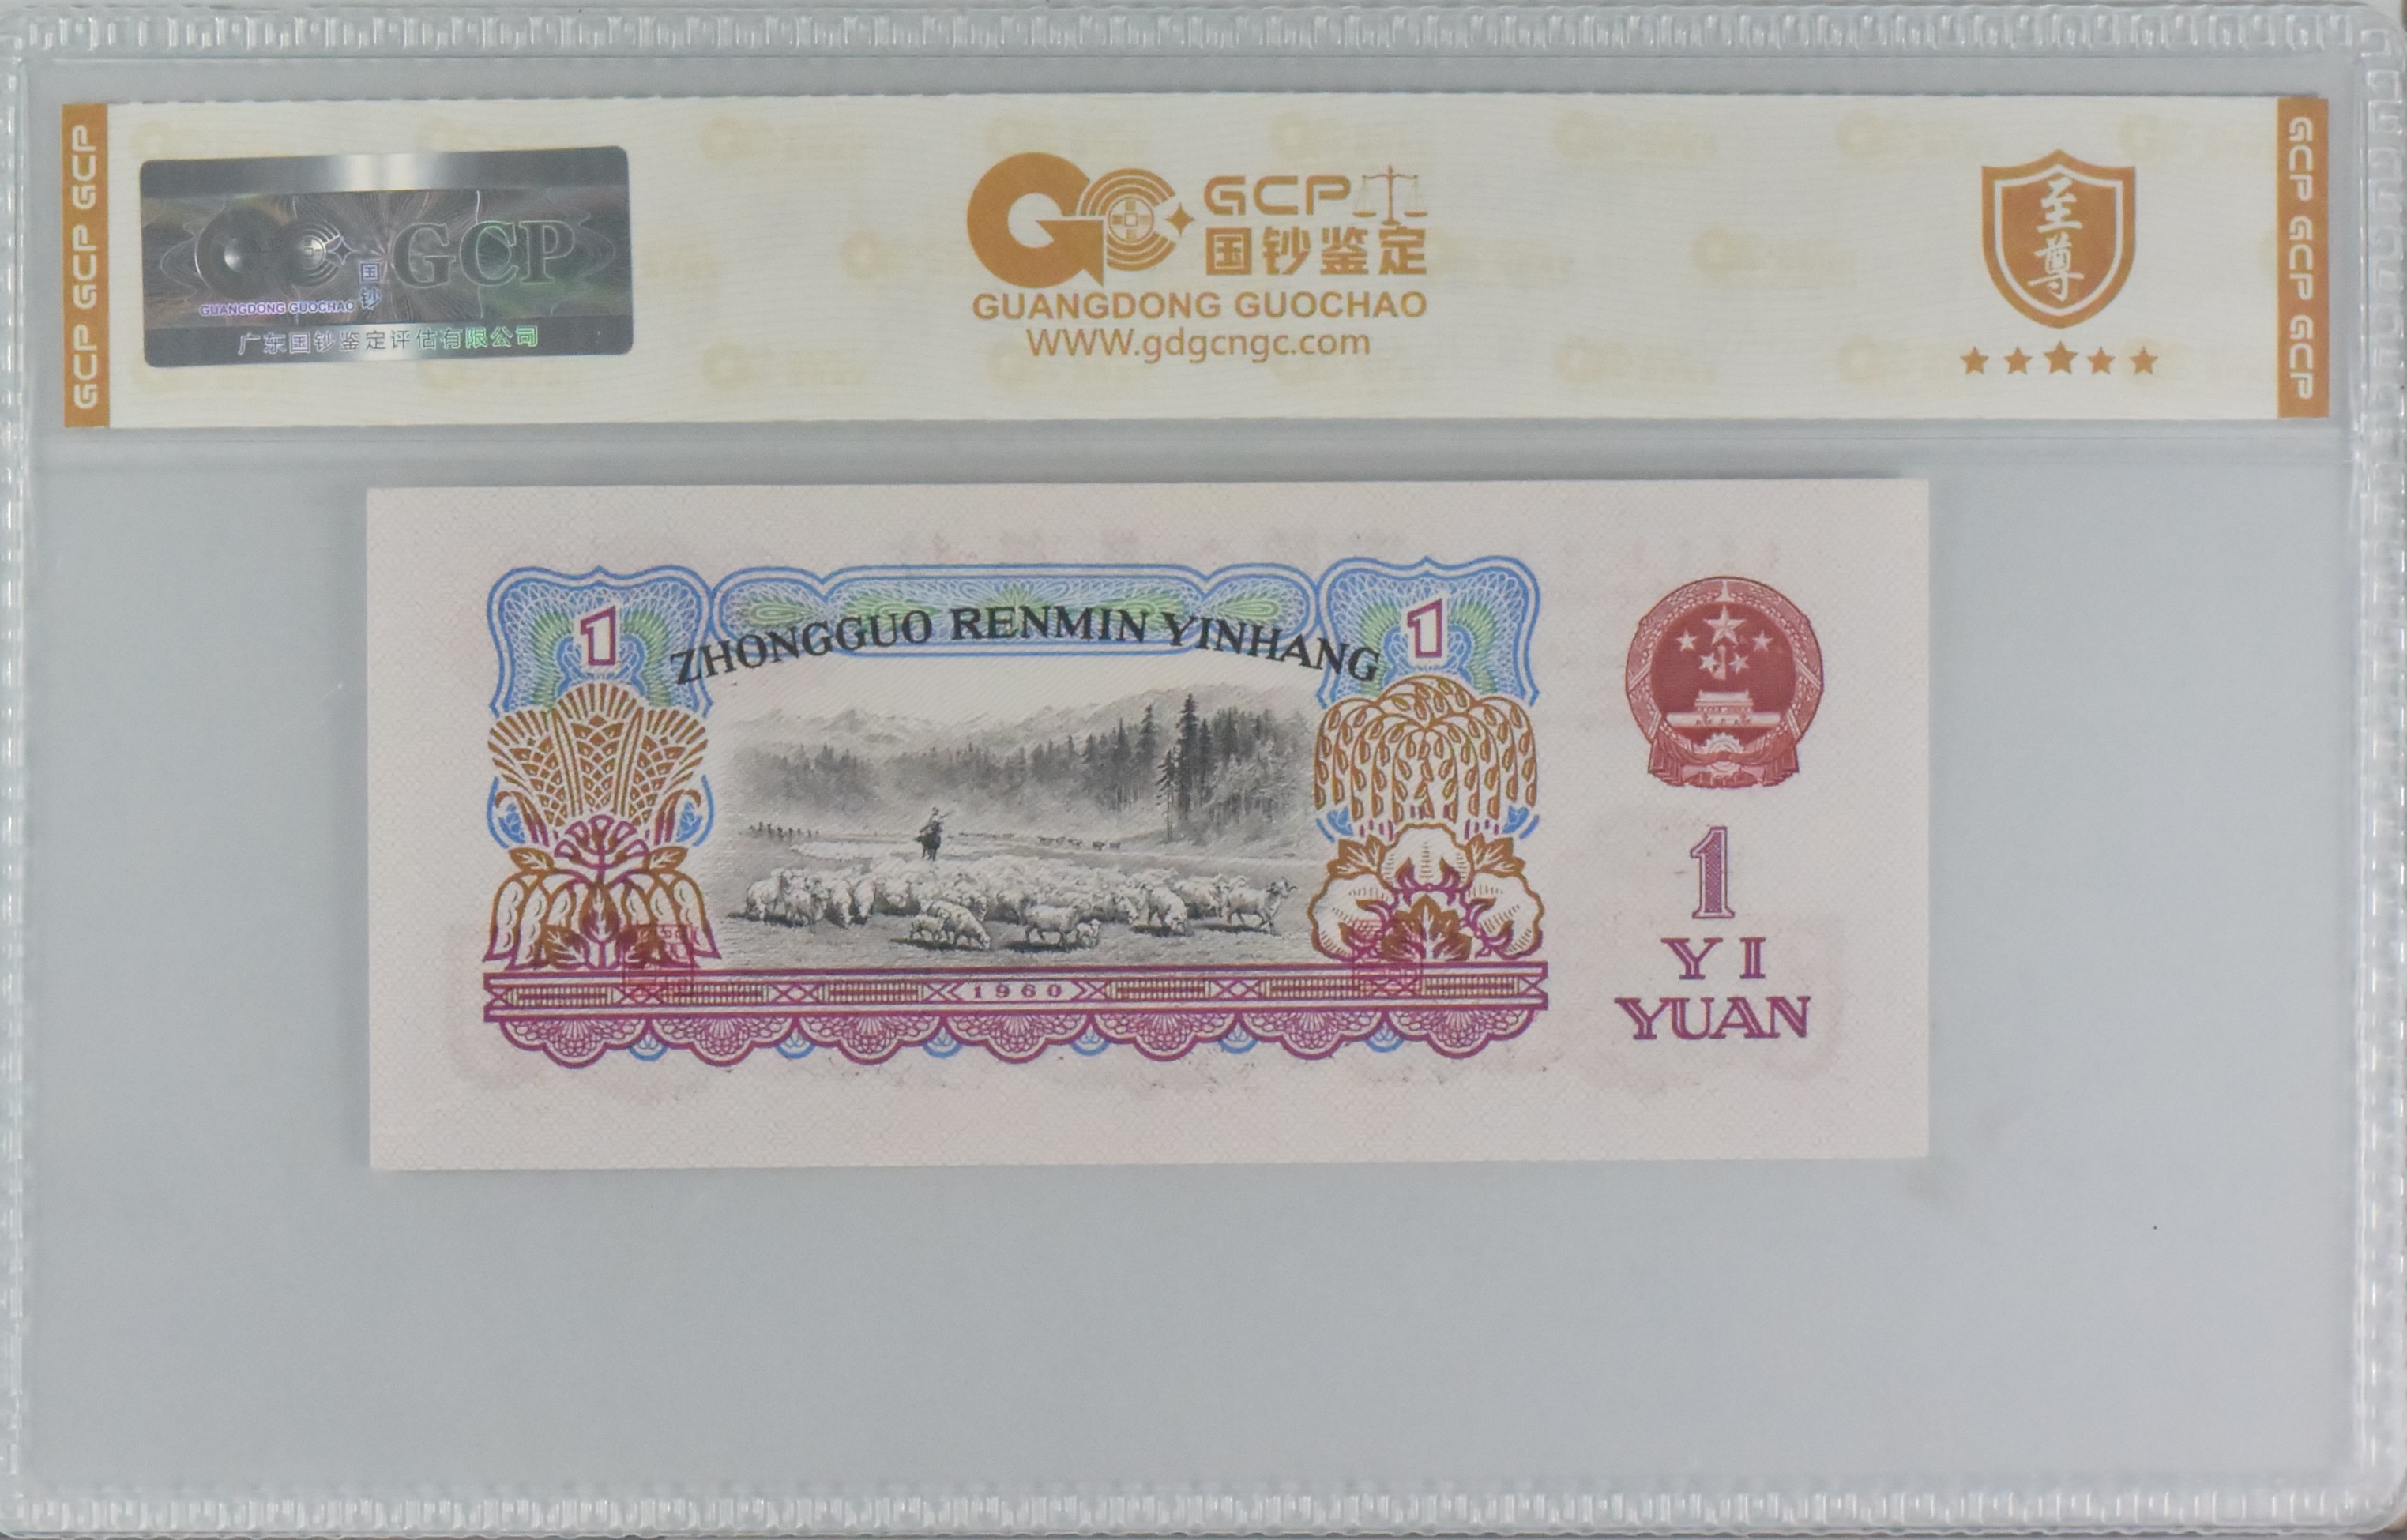 GCP GCP GCP
GCP
国钞
GUANGDONG GUOCHAO
广东国钞鉴定评估有限公司
GCP
国钞鉴定
GUANGDONG GUOCHAO
WWW.gdgcngc.com
至尊
GCP GCP GCP
1
ZHONGGUO RENMIN YINHANG
1
1960
1
YI
YUAN